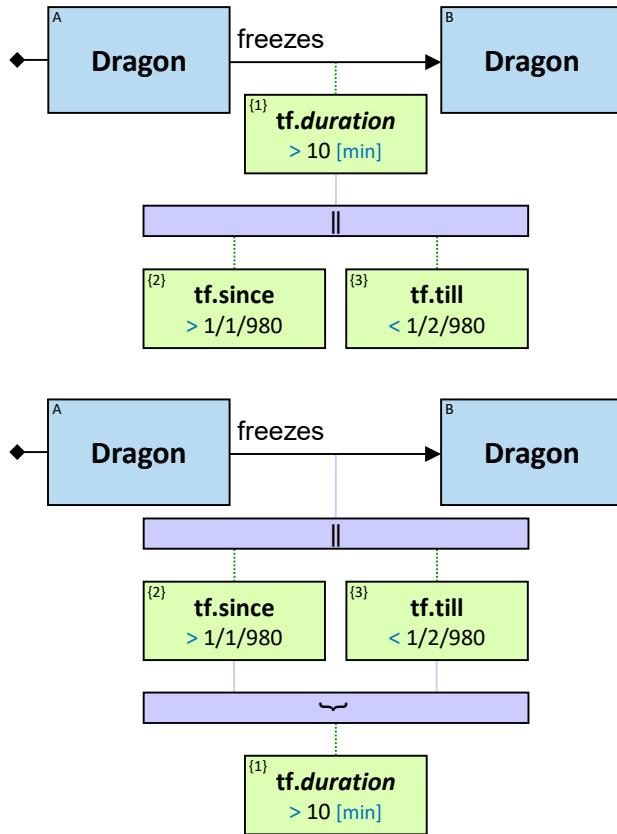 A
Dragon
freezes
B
Dragon
{1}
tf.duration
> 10 [min]
||
{2}
tf.since
> 1/1/980
{3}
tf.till
< 1/2/980
A
Dragon
freezes
B
Dragon
||
{2}
tf.since
> 1/1/980
{3}
tf.till
< 1/2/980
}
{1}
tf.duration
> 10 [min]